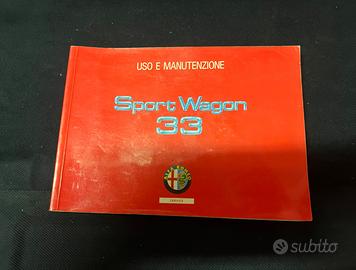 USO E MANUTENZIONE
Sport Wagon
33
subito